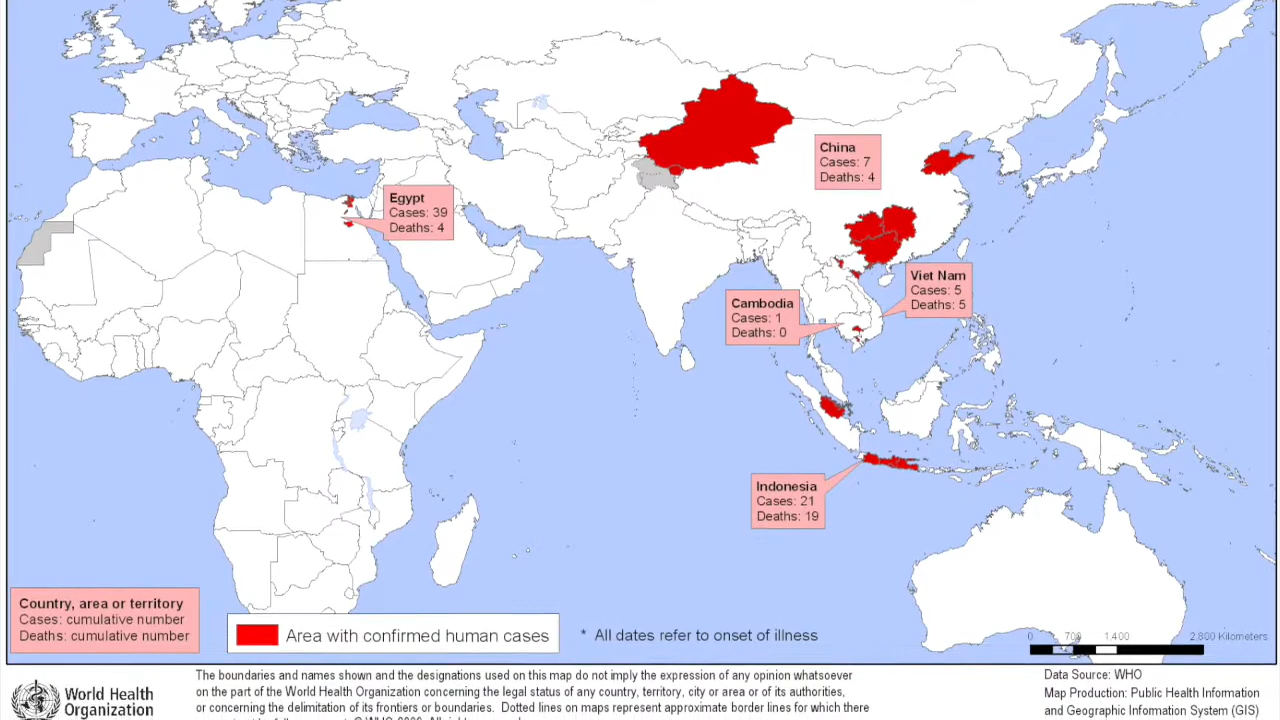 China
Cases: 7
Deaths: 4
Egypt
Cases: 39
Deaths: 4
Viet Nam
Cases: 5
Deaths: 5
Cambodia
Cases: 1
Deaths: 0
Indonesia
Cases: 21
Deaths: 19
Country, area or territory
Cases: cumulative number
Deaths: cumulative number
Area with confirmed human cases
* All dates refer to onset of illness
0 700 1,400 2,800 Kilometers
World Health
Organization
The boundaries and names shown and the designations used on this map do not imply the expression of any opinion whatsoever
on the part of the World Health Organization concerning the legal status of any country, territory, city or area or of its authorities,
or concerning the delimitation of its frontiers or boundaries. Dotted lines on maps represent approximate border lines for which there
Data Source: WHO
Map Production: Public Health Information
and Geographic Information System (GIS)